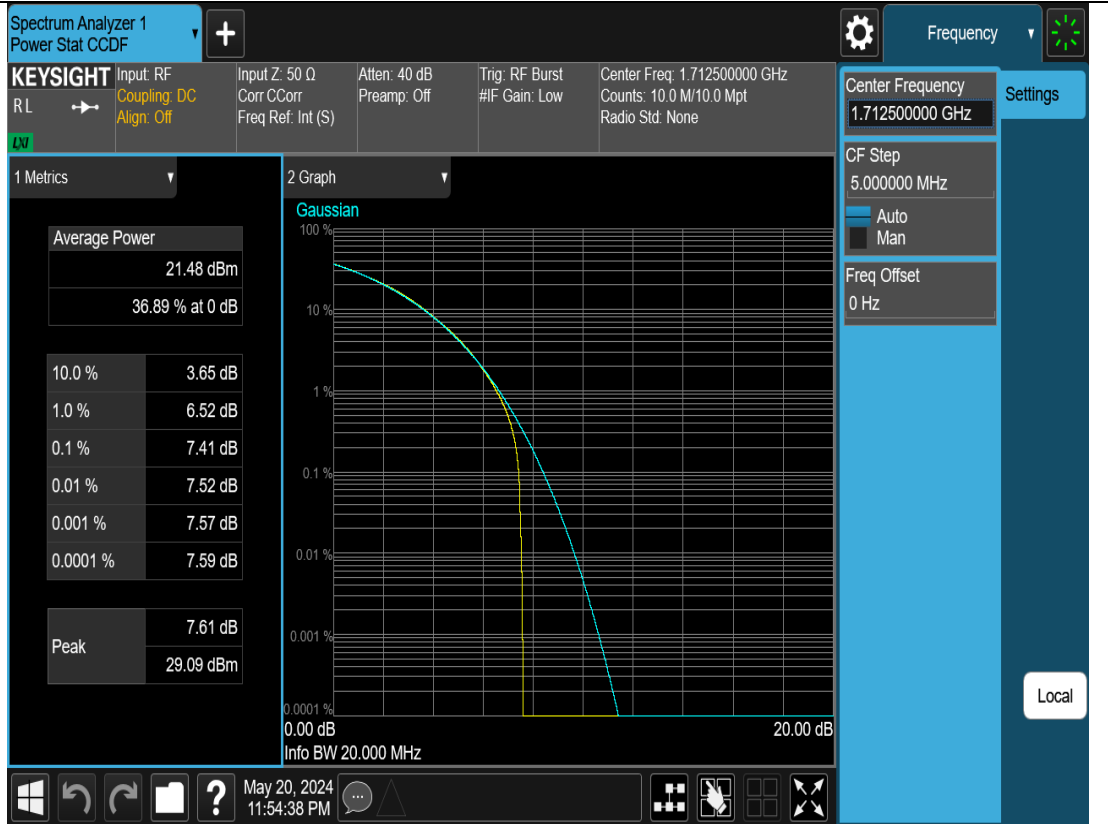 Spectrum Analyzer 1
Power Stat CCDF
Frequency
KEYSIGHT
RL
LXI
Input: RF
Coupling: DC
Align: Off
Input Z: 50 Ω
Corr CCorr
Freq Ref: Int (S)
Atten: 40 dB
Preamp: Off
Trig: RF Burst
#IF Gain: Low
Center Freq: 1.712500000 GHz
Counts: 10.0 M/10.0 Mpt
Radio Std: None
Center Frequency
1.712500000 GHz
Settings
CF Step
5.000000 MHz
Auto
Man
Freq Offset
0 Hz
1 Metrics
Average Power
21.48 dBm
36.89 % at 0 dB
10.0 % 3.65 dB
1.0 % 6.52 dB
0.1 % 7.41 dB
0.01 % 7.52 dB
0.001 % 7.57 dB
0.0001 % 7.59 dB
Peak 7.61 dB
29.09 dBm
2 Graph
Gaussian
100 %
10 %
1 %
0.1 %
0.01 %
0.001 %
0.0001 %
0.00 dB 20.00 dB
Info BW 20.000 MHz
Local
?
May 20, 2024
11:54:38 PM